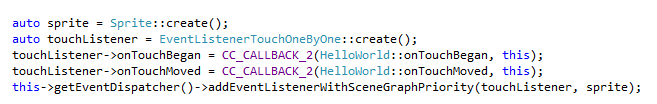 auto sprite = Sprite::create();
auto touchListener = EventListenerTouchOneByOne::create();
touchListener->onTouchBegan = CC_CALLBACK_2(HelloWorld::onTouchBegan, this);
touchListener->onTouchMoved = CC_CALLBACK_2(HelloWorld::onTouchMoved, this);
this->getEventDispatcher()->addEventListenerWithSceneGraphPriority(touchListener, sprite);